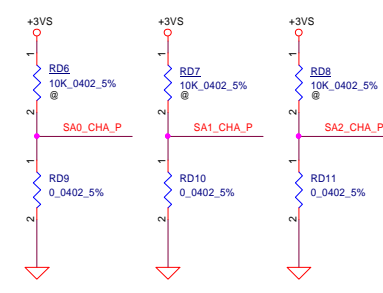 +3VS +3VS +3VS
1 1 1
RD6 RD7 RD8
10K_0402_5% 10K_0402_5% 10K_0402_5%
@ @ @
2 2 2
SA0_CHA_P SA1_CHA_P SA2_CHA_P
1 1 1
RD9 RD10 RD11
0_0402_5% 0_0402_5% 0_0402_5%
2 2 2